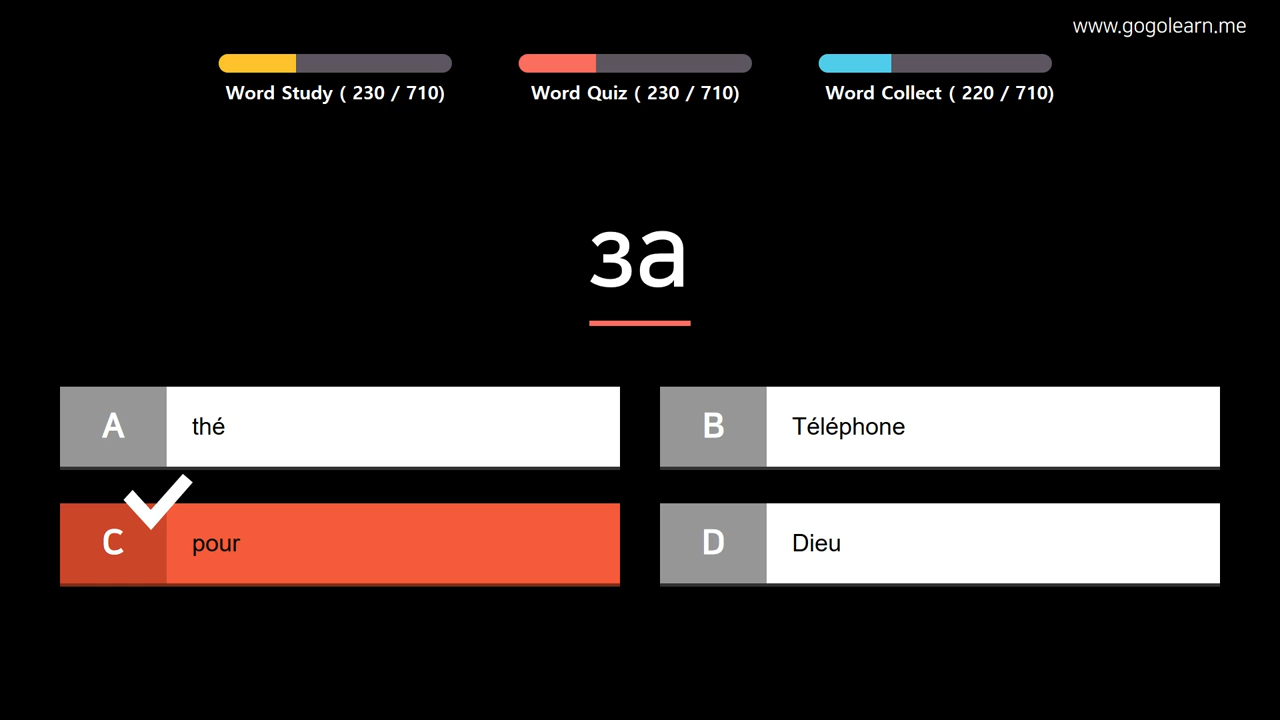 www.gogolearn.me
Word Study ( 230 / 710)
Word Quiz ( 230 / 710)
Word Collect ( 220 / 710)
за
A thé
B Téléphone
C pour
D Dieu